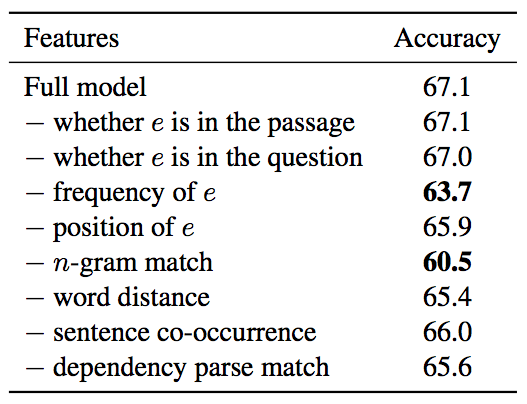 Features Accuracy
Full model 67.1
− whether e is in the passage 67.1
− whether e is in the question 67.0
− frequency of e 63.7
− position of e 65.9
− n-gram match 60.5
− word distance 65.4
− sentence co-occurrence 66.0
− dependency parse match 65.6